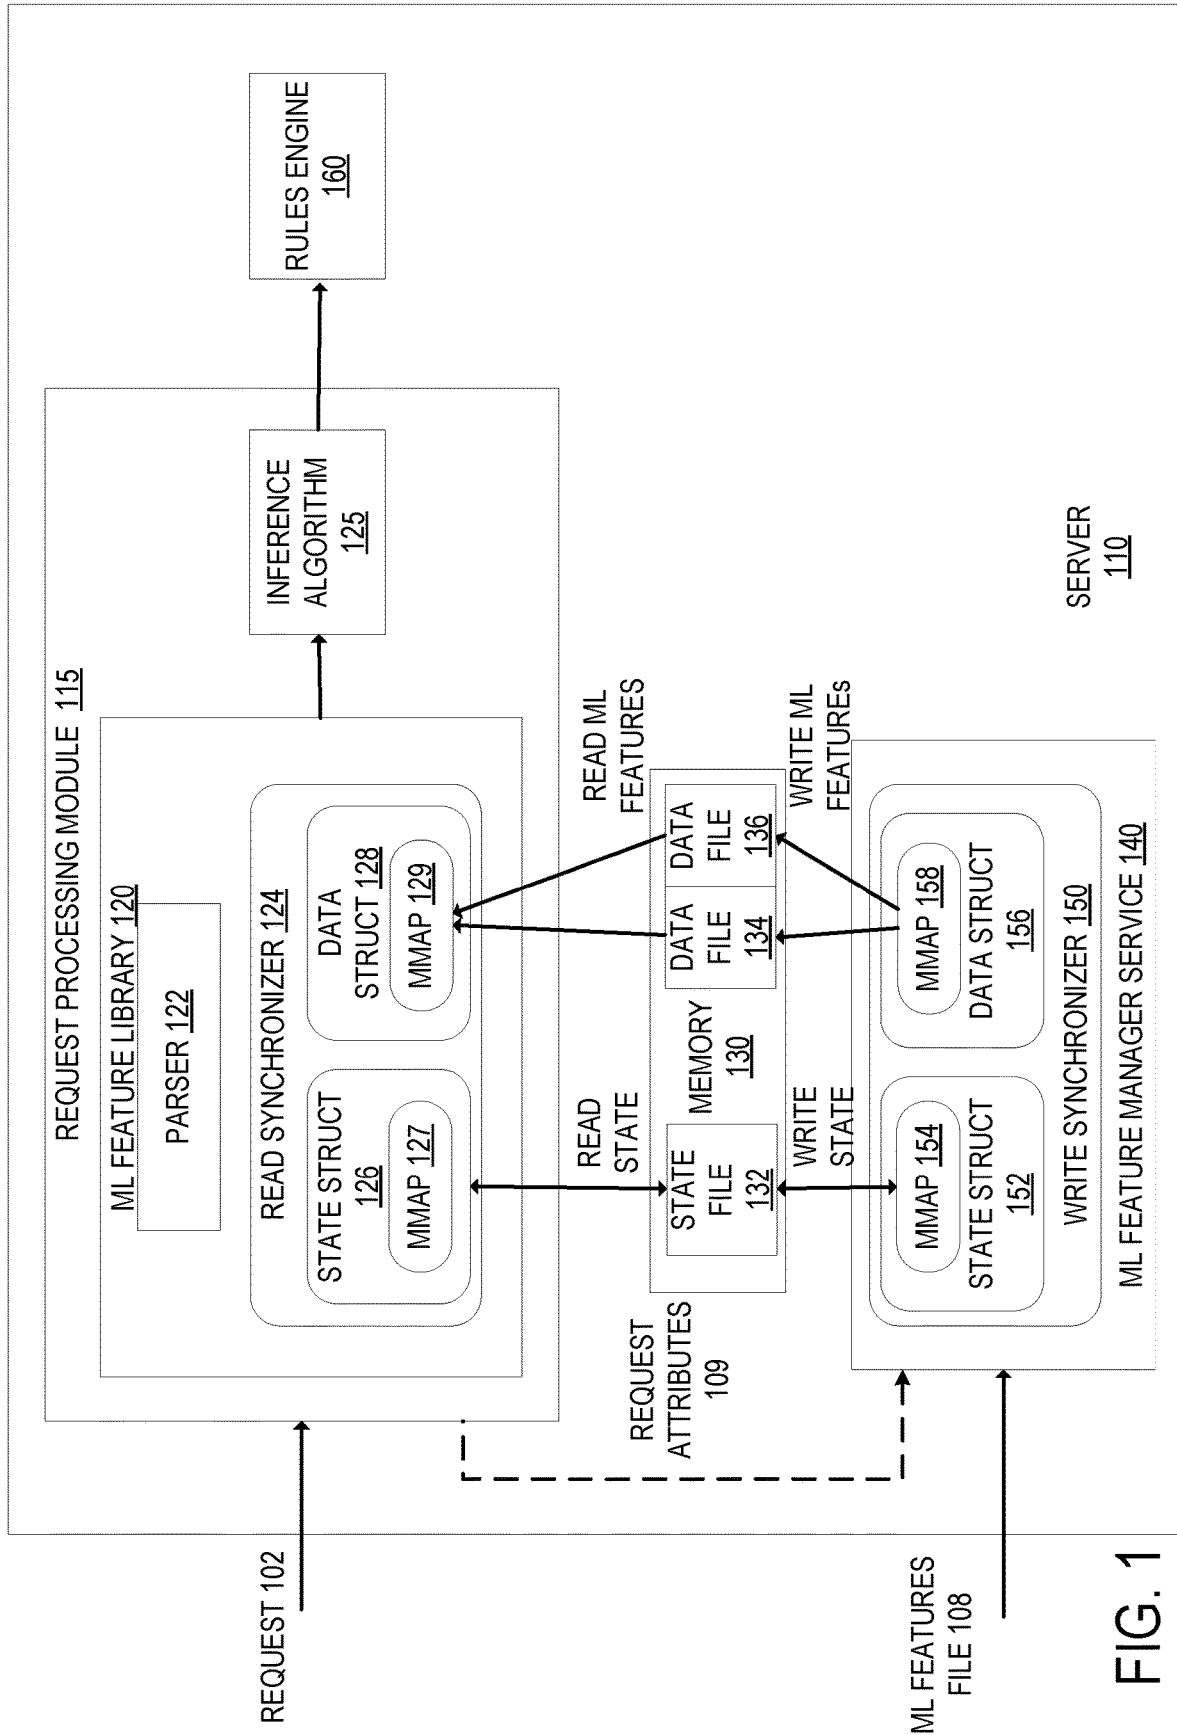 REQUEST PROCESSING MODULE 115
ML FEATURE LIBRARY 120
PARSER 122
READ SYNCHRONIZER 124
STATE STRUCT
126
MMAP 127
DATA
STRUCT 128
MMAP 129
INFERENCE
ALGORITHM
125
RULES ENGINE
160
REQUEST 102
READ
STATE
READ ML
FEATURES
REQUEST
ATTRIBUTES
109
STATE
FILE
132
MEMORY
130
DATA
FILE
134
DATA
FILE
136
WRITE
STATE
WRITE ML
FEATUREs
MMAP 154
STATE STRUCT
152
MMAP 158
DATA STRUCT
156
WRITE SYNCHRONIZER 150
ML FEATURE MANAGER SERVICE 140
SERVER
110
ML FEATURES
FILE 108
FIG. 1